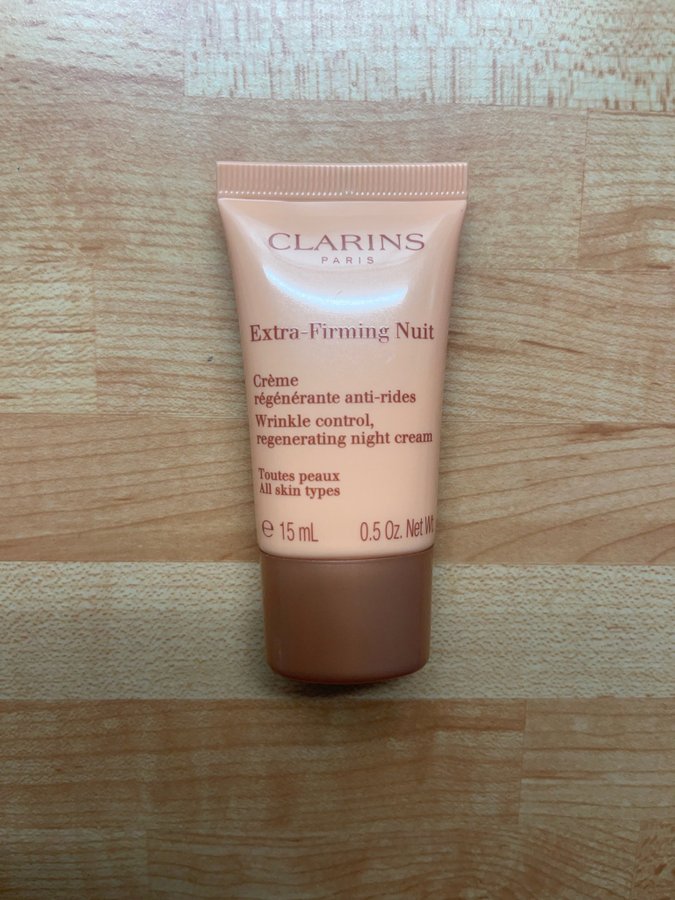 CLARINS
PARIS
Extra-Firming Nuit
Crème
régénérante anti-rides
Wrinkle control,
regenerating night cream
Toutes peaux
All skin types
℮ 15 mL 0.5 Oz. Net Wt.